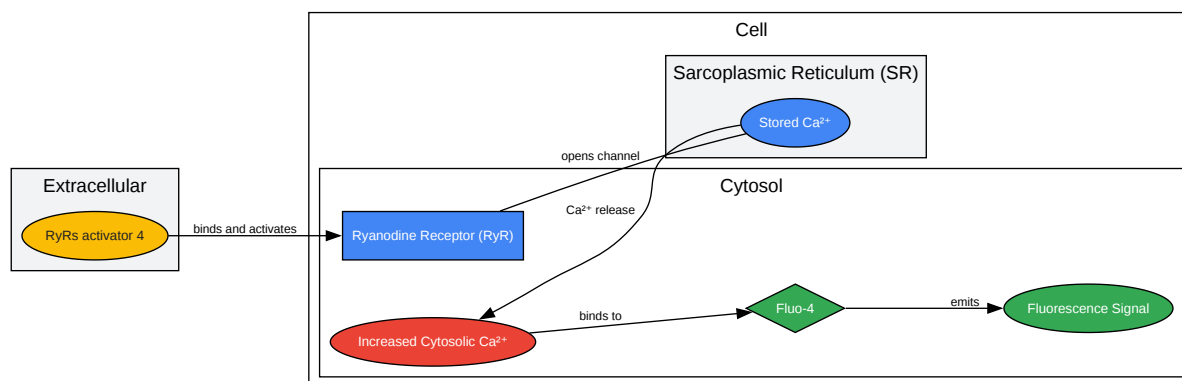 Cell
Sarcoplasmic Reticulum (SR)
Stored Ca²⁺
opens channel
Extracellular
RyRs activator 4
binds and activates
Cytosol
Ryanodine Receptor (RyR)
Ca²⁺ release
Increased Cytosolic Ca²⁺
binds to
Fluo-4
emits
Fluorescence Signal